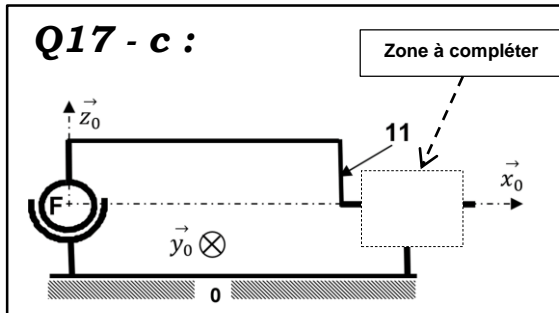 Q17 - c :
Zone à compléter
z₀
11
F
x₀
y₀
0